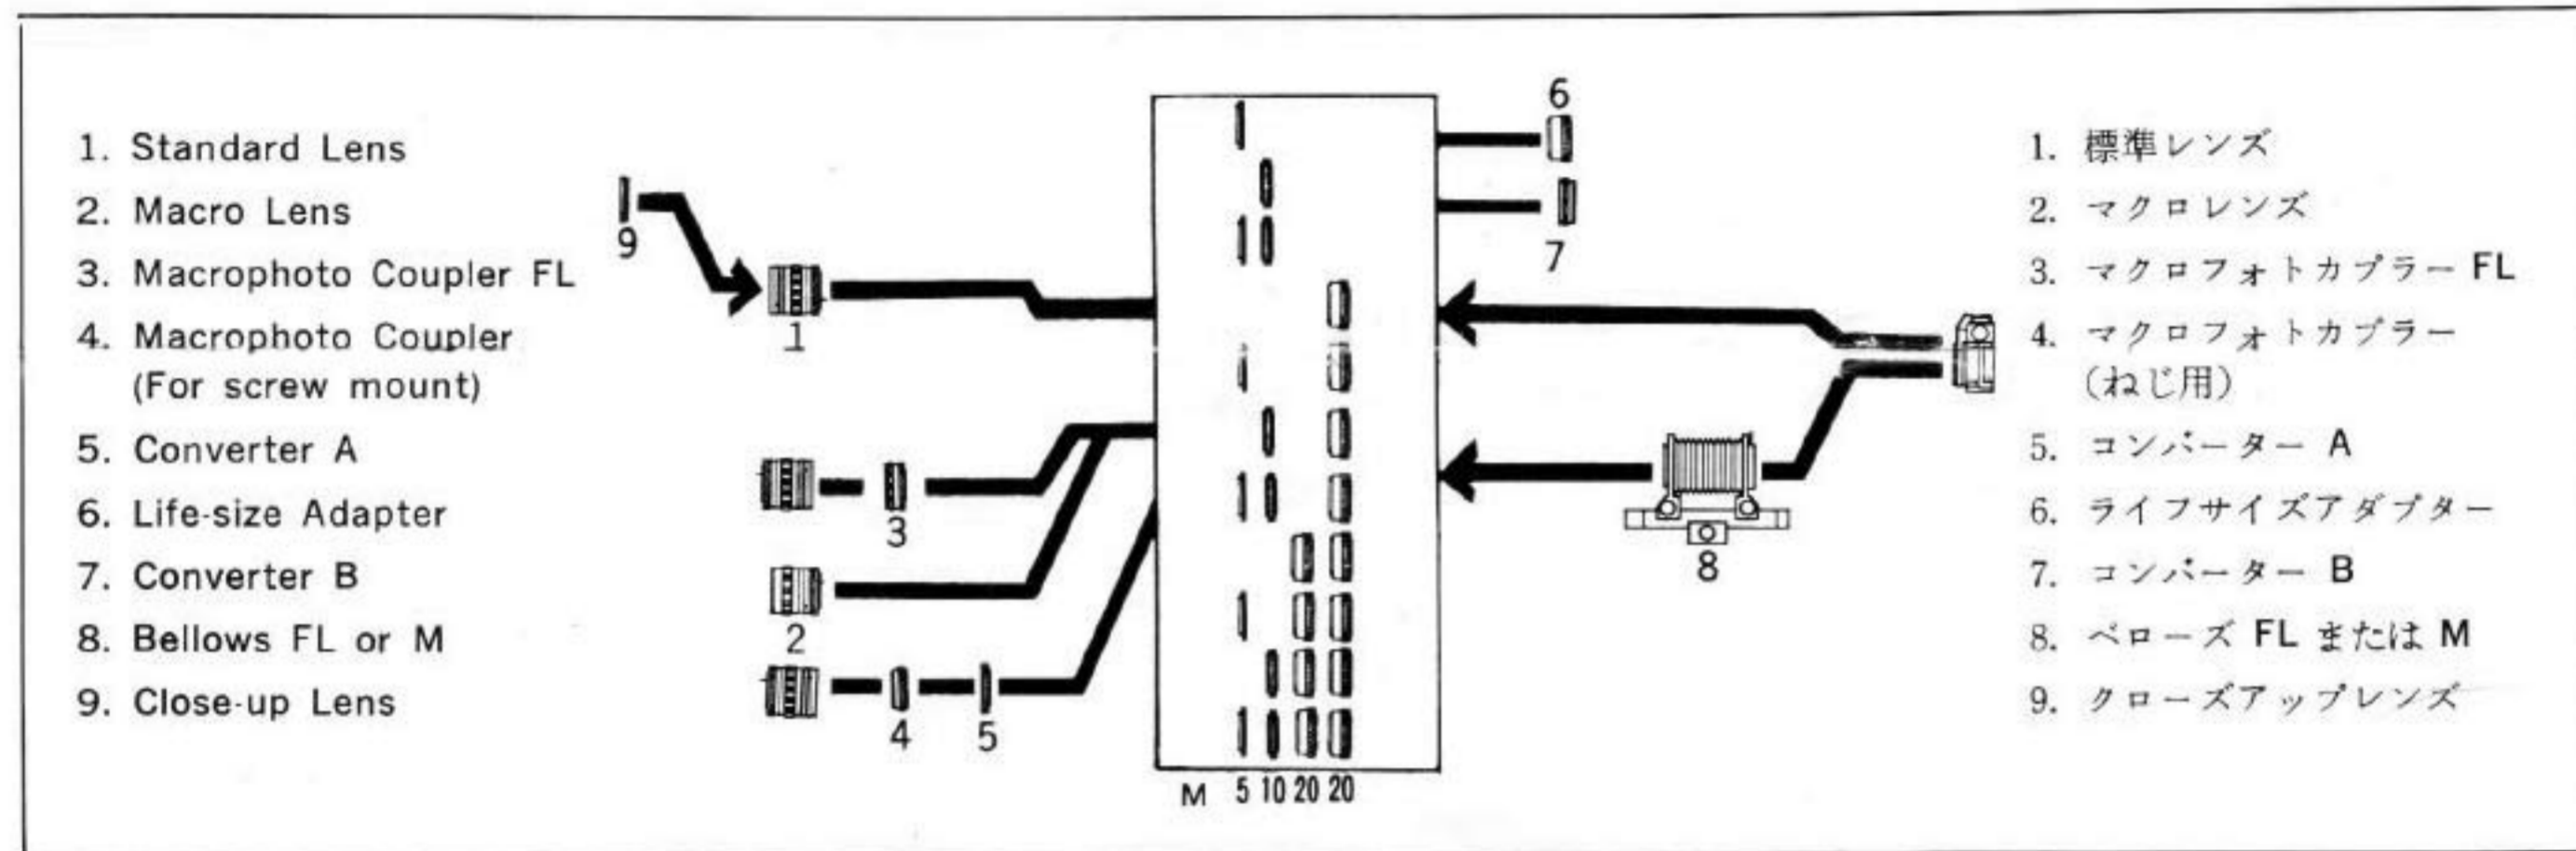 1. Standard Lens
2. Macro Lens
3. Macrophoto Coupler FL
4. Macrophoto Coupler
(For screw mount)
5. Converter A
6. Life-size Adapter
7. Converter B
8. Bellows FL or M
9. Close-up Lens
9
1
3
2
4
5
M 5 10 20 20
6
7
8
1. 標準レンズ
2. マクロレンズ
3. マクロフォトカプラー FL
4. マクロフォトカプラー
(ねじ用)
5. コンバーター A
6. ライフサイズアダプター
7. コンバーター B
8. ベローズ FL または M
9. クローズアップレンズ